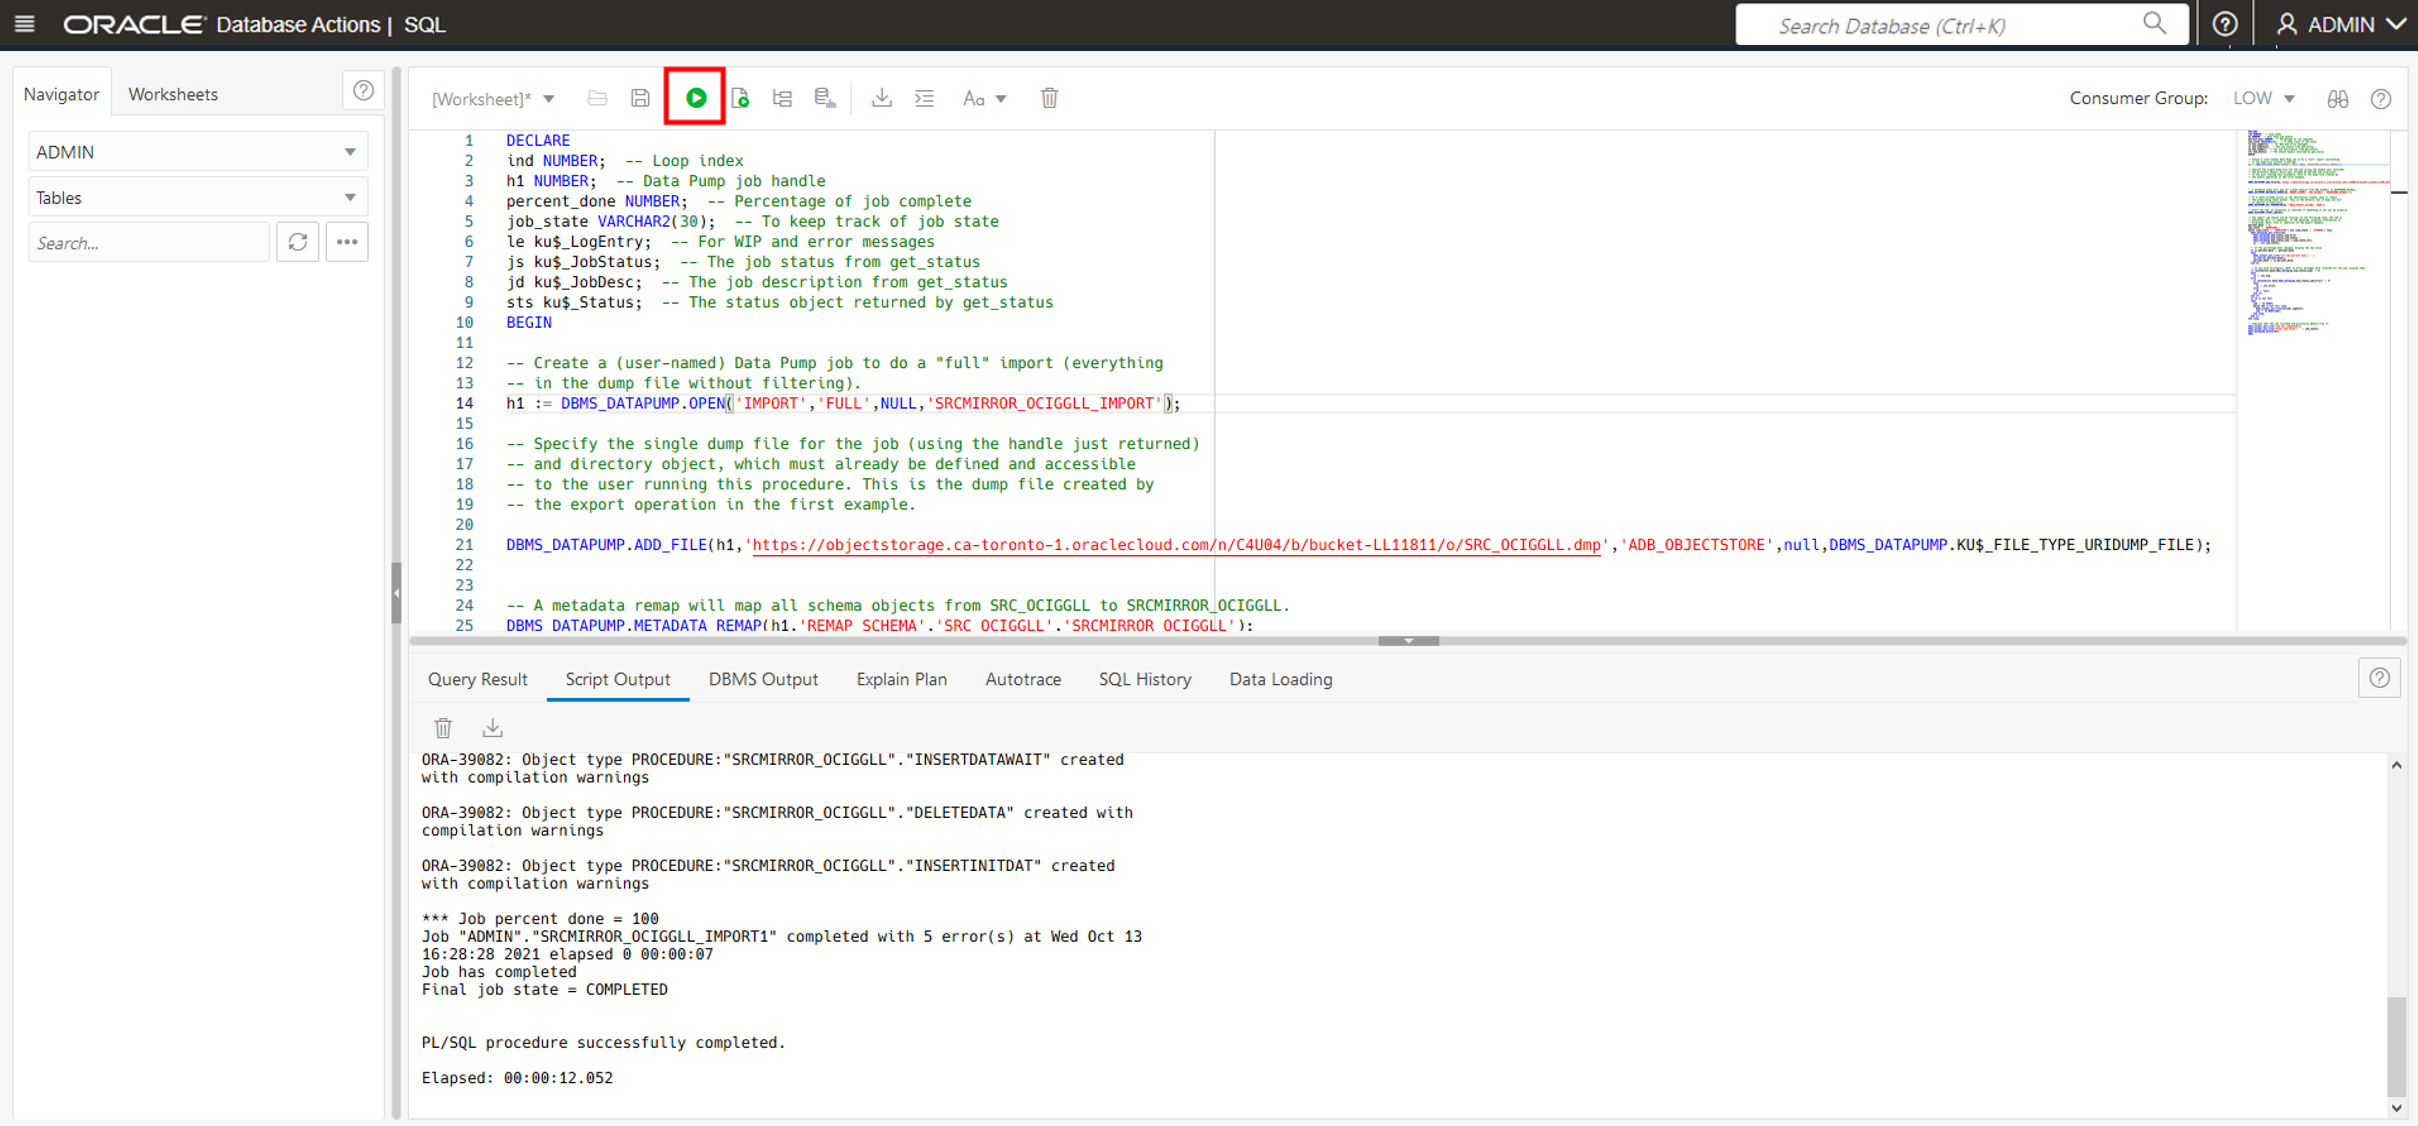 ORACLE Database Actions | SQL
Search Database (Ctrl+K)
ADMIN
Navigator
Worksheets
ADMIN
Tables
Search...
[Worksheet]*
Aa
Consumer Group: LOW
1 DECLARE
2 ind NUMBER;  -- Loop index
3 h1 NUMBER;  -- Data Pump job handle
4 percent_done NUMBER;  -- Percentage of job complete
5 job_state VARCHAR2(30);  -- To keep track of job state
6 le ku$_LogEntry;  -- For WIP and error messages
7 js ku$_JobStatus;  -- The job status from get_status
8 jd ku$_JobDesc;  -- The job description from get_status
9 sts ku$_Status;  -- The status object returned by get_status
10 BEGIN
11
12 -- Create a (user-named) Data Pump job to do a "full" import (everything
13 -- in the dump file without filtering).
14 h1 := DBMS_DATAPUMP.OPEN('IMPORT','FULL',NULL,'SRCMIRROR_OCIGGLL_IMPORT');
15
16 -- Specify the single dump file for the job (using the handle just returned)
17 -- and directory object, which must already be defined and accessible
18 -- to the user running this procedure. This is the dump file created by
19 -- the export operation in the first example.
20
21 DBMS_DATAPUMP.ADD_FILE(h1,'https://objectstorage.ca-toronto-1.oraclecloud.com/n/C4U04/b/bucket-LL11811/o/SRC_OCIGGLL.dmp','ADB_OBJECTSTORE',null,DBMS_DATAPUMP.KU$_FILE_TYPE_URIDUMP_FILE);
22
23
24 -- A metadata remap will map all schema objects from SRC_OCIGGLL to SRCMIRROR_OCIGGLL.
25 DBMS_DATAPUMP.METADATA_REMAP(h1,'REMAP_SCHEMA','SRC_OCIGGLL','SRCMIRROR_OCIGGLL');
Query Result
Script Output
DBMS Output
Explain Plan
Autotrace
SQL History
Data Loading
ORA-39082: Object type PROCEDURE:"SRCMIRROR_OCIGGLL"."INSERTDATAWAIT" created
with compilation warnings
ORA-39082: Object type PROCEDURE:"SRCMIRROR_OCIGGLL"."DELETEDATA" created with
compilation warnings
ORA-39082: Object type PROCEDURE:"SRCMIRROR_OCIGGLL"."INSERTINITDAT" created
with compilation warnings
*** Job percent done = 100
Job "ADMIN"."SRCMIRROR_OCIGGLL_IMPORT1" completed with 5 error(s) at Wed Oct 13
16:28:28 2021 elapsed 0 00:00:07
Job has completed
Final job state = COMPLETED
PL/SQL procedure successfully completed.
Elapsed: 00:00:12.052